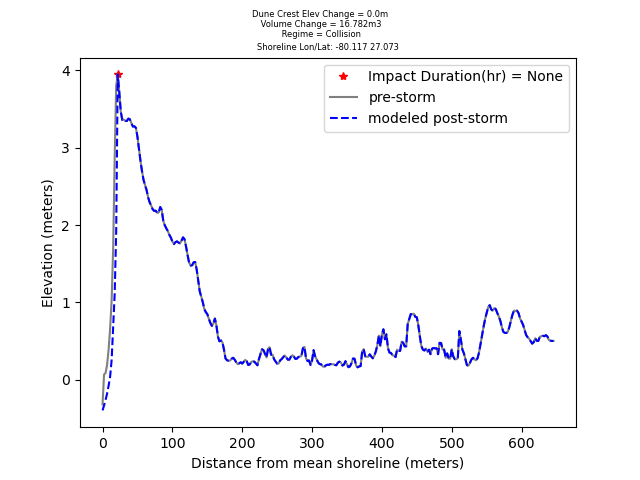 Dune Crest Elev Change = 0.0m
Volume Change = 16.782m3
Regime = Collision
Shoreline Lon/Lat: -80.117 27.073
Impact Duration(hr) = None
pre-storm
modeled post-storm
Elevation (meters)
4
3
2
1
0
0 100 200 300 400 500 600
Distance from mean shoreline (meters)